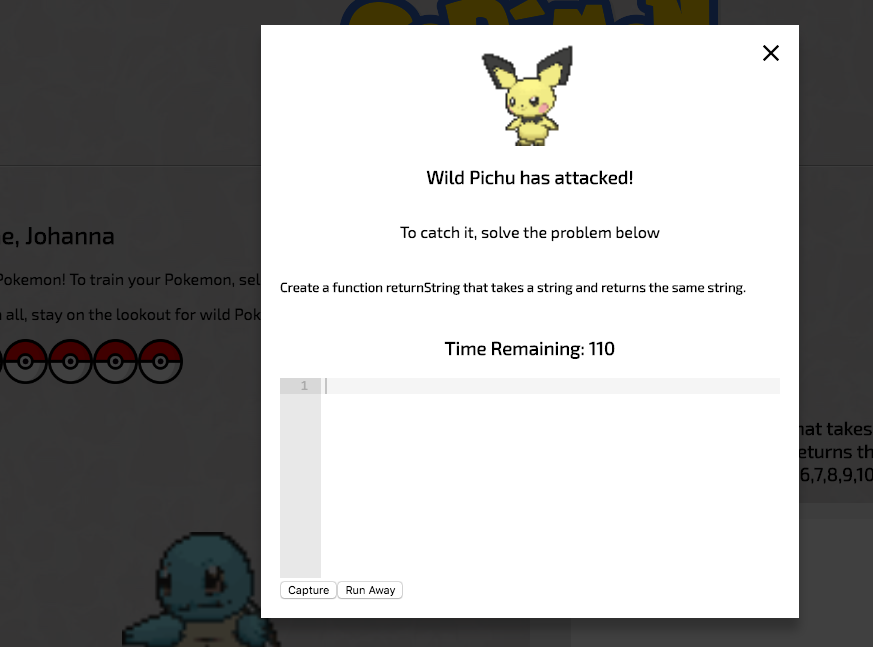 Wild Pichu has attacked!
e, Johanna
To catch it, solve the problem below
Pokemon! To train your Pokemon, sel
Create a function returnString that takes a string and returns the same string.
all, stay on the lookout for wild Pok
Time Remaining: 110
1
hat takes
eturns th
6,7,8,9,10
Capture
Run Away